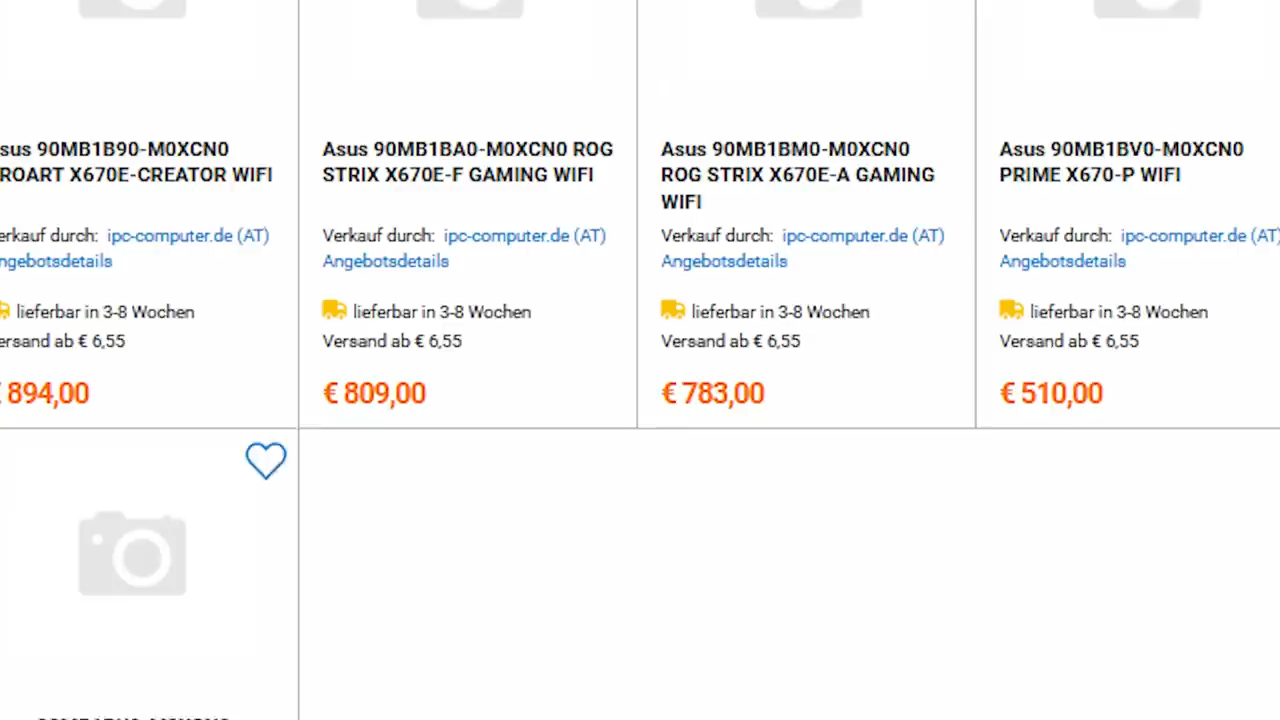 sus 90MB1B90-M0XCN0
ROART X670E-CREATOR WIFI
erkauf durch: ipc-computer.de (AT)
ngebotsdetails
lieferbar in 3-8 Wochen
ersand ab € 6,55
€ 894,00
Asus 90MB1BA0-M0XCN0 ROG
STRIX X670E-F GAMING WIFI
Verkauf durch: ipc-computer.de (AT)
Angebotsdetails
lieferbar in 3-8 Wochen
Versand ab € 6,55
€ 809,00
Asus 90MB1BM0-M0XCN0
ROG STRIX X670E-A GAMING
WIFI
Verkauf durch: ipc-computer.de (AT)
Angebotsdetails
lieferbar in 3-8 Wochen
Versand ab € 6,55
€ 783,00
Asus 90MB1BV0-M0XCN0
PRIME X670-P WIFI
Verkauf durch: ipc-computer.de (AT)
Angebotsdetails
lieferbar in 3-8 Wochen
Versand ab € 6,55
€ 510,00